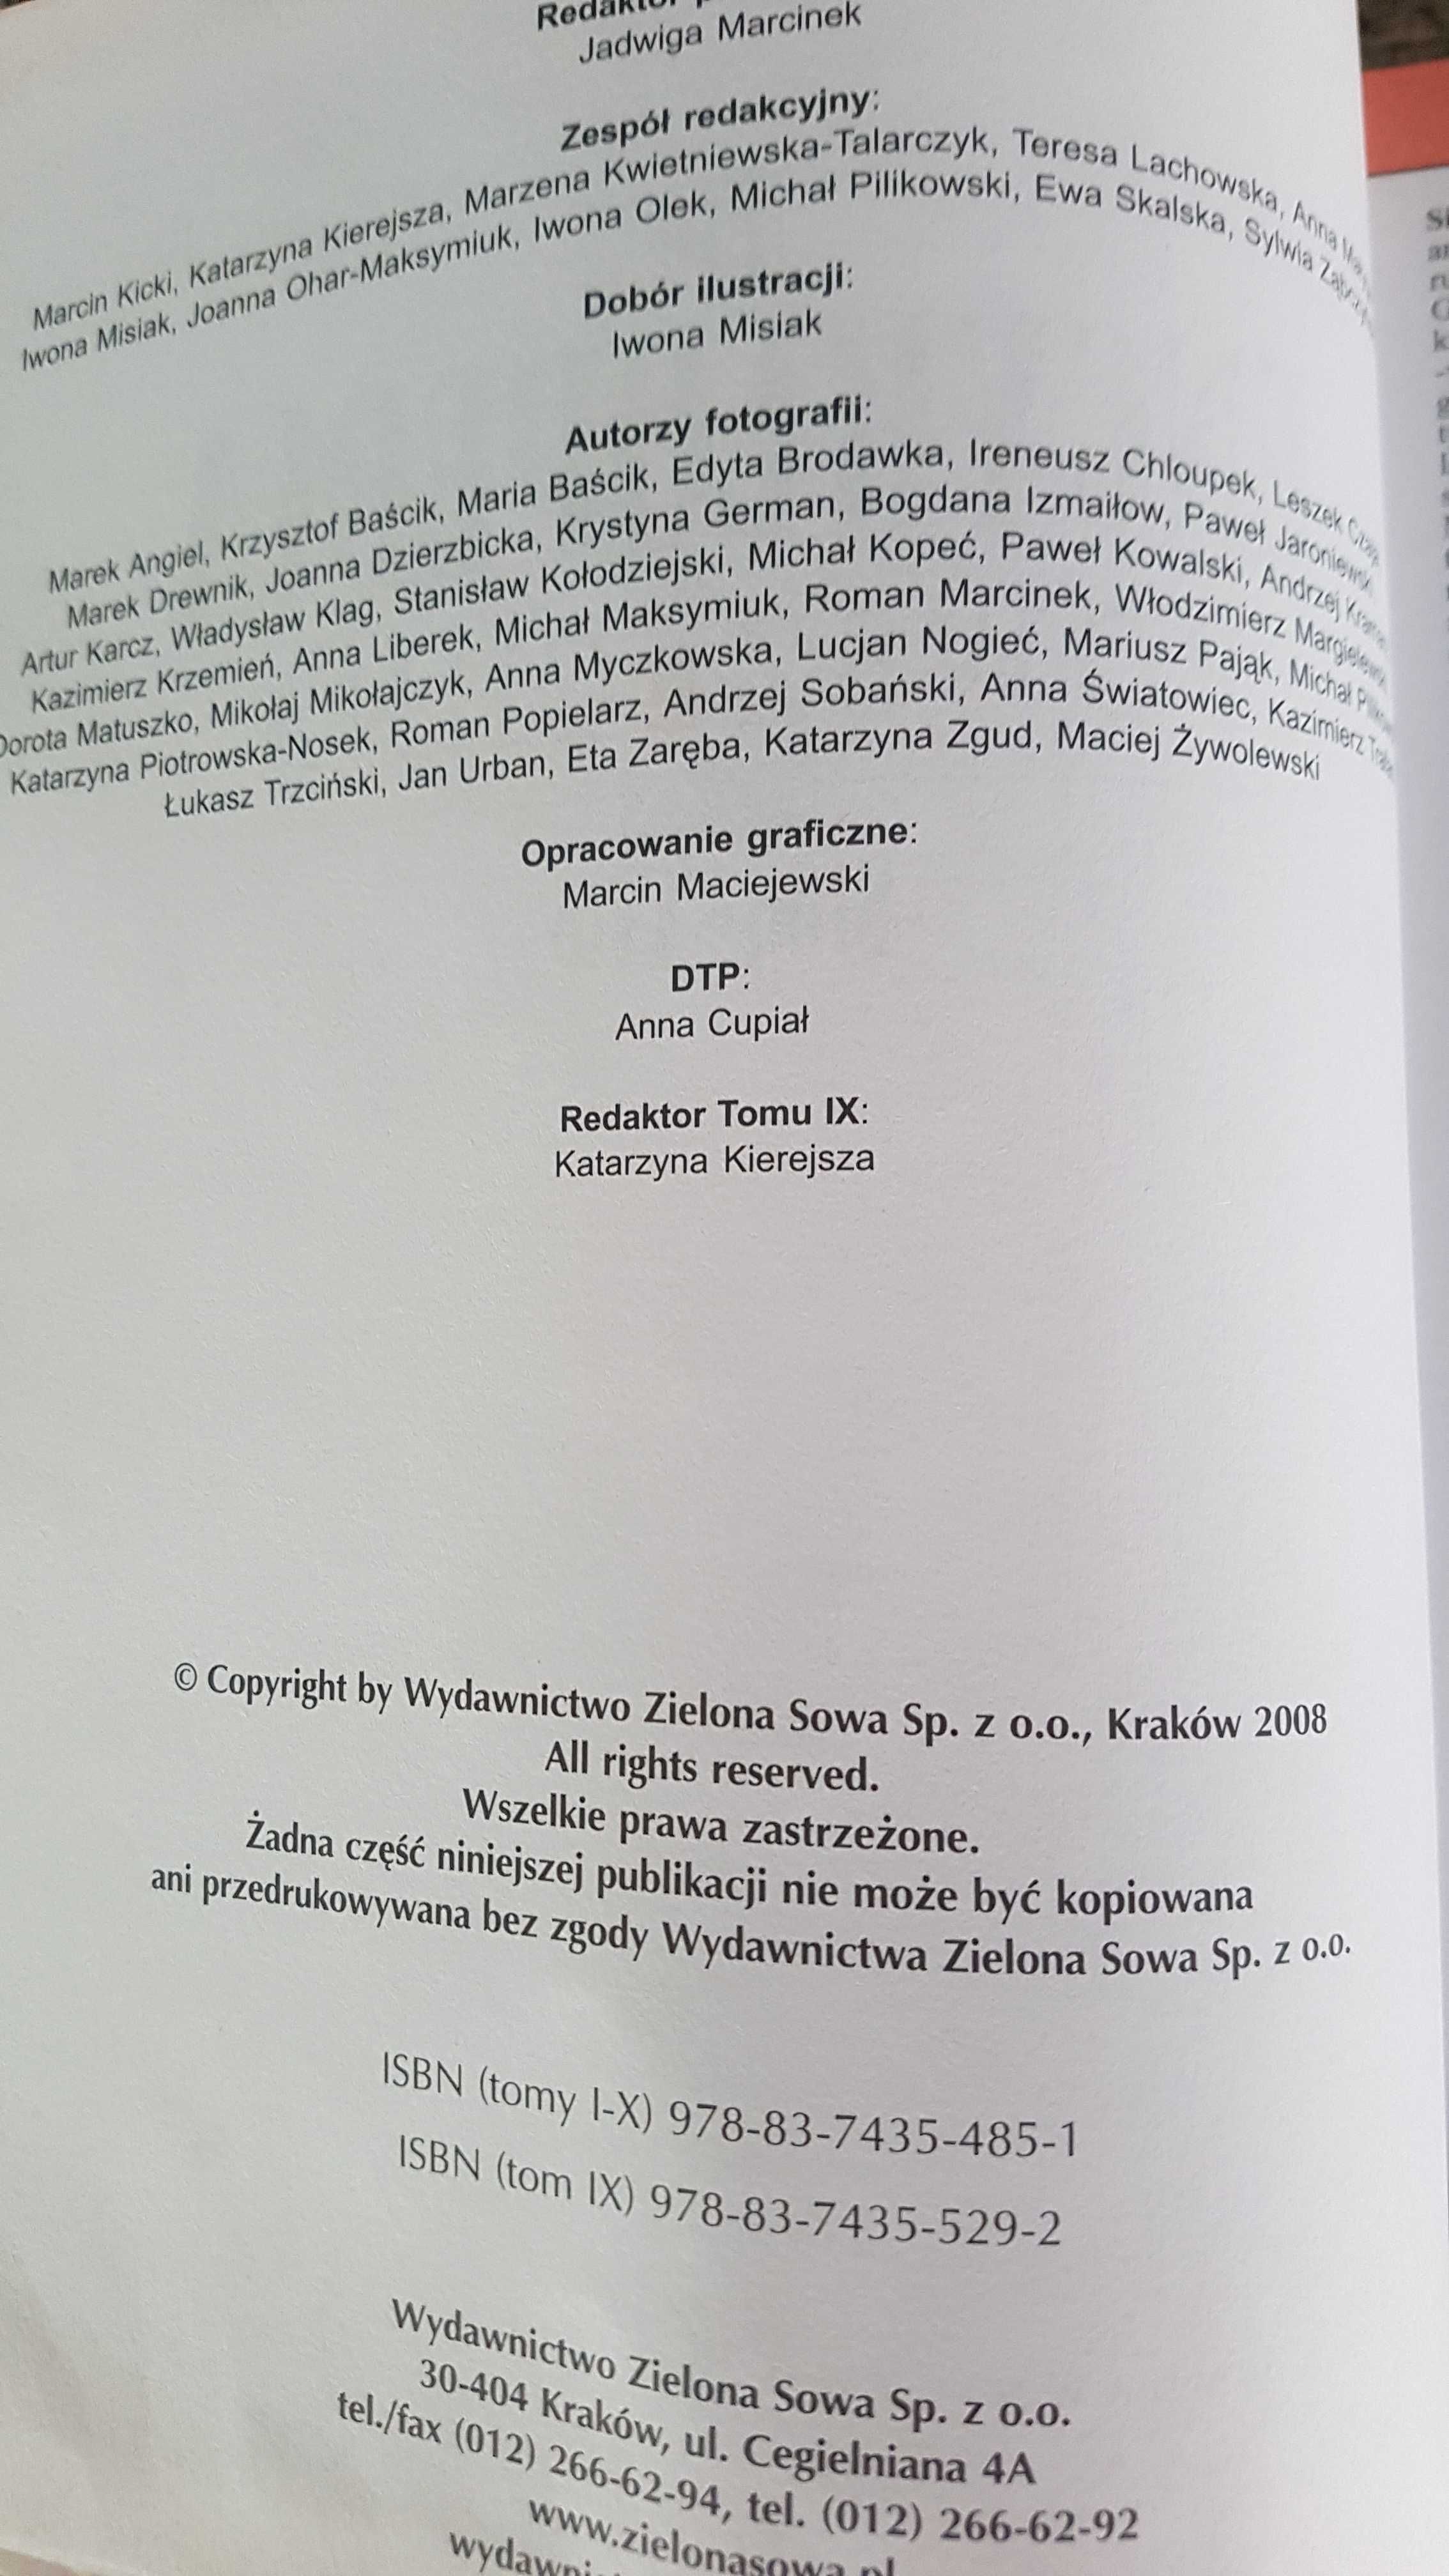 Redaktor
Jadwiga Marcinek
Zespół redakcyjny:
Marcin Kicki, Katarzyna Kierejsza, Marzena Kwietniewska-Talarczyk, Teresa Lachowska, Anna
Iwona Misiak, Joanna Ohar-Maksymiuk, Iwona Olek, Michał Pilikowski, Ewa Skalska, Sylwia
Dobór ilustracji:
Iwona Misiak
Autorzy fotografii:
Marek Angiel, Krzysztof Baścik, Maria Baścik, Edyta Brodawka, Ireneusz Chloupek, Leszek
Marek Drewnik, Joanna Dzierzbicka, Krystyna German, Bogdana Izmaiłow, Paweł
Artur Karcz, Władysław Klag, Stanisław Kołodziejski, Michał Kopeć, Paweł Kowalski, Andrzej
Kazimierz Krzemień, Anna Liberek, Michał Maksymiuk, Roman Marcinek, Włodzimierz
Dorota Matuszko, Mikołaj Mikołajczyk, Anna Myczkowska, Lucjan Nogieć, Mariusz Pająk, Michał
Katarzyna Piotrowska-Nosek, Roman Popielarz, Andrzej Sobański, Anna Światowiec, Kazimierz
Łukasz Trzciński, Jan Urban, Eta Zaręba, Katarzyna Zgud, Maciej Żywolewski
Opracowanie graficzne:
Marcin Maciejewski
DTP:
Anna Cupiał
Redaktor Tomu IX:
Katarzyna Kierejsza
© Copyright by Wydawnictwo Zielona Sowa Sp. z o.o., Kraków 2008
All rights reserved.
Wszelkie prawa zastrzeżone.
Żadna część niniejszej publikacji nie może być kopiowana
ani przedrukowywana bez zgody Wydawnictwa Zielona Sowa Sp. z o.o.
ISBN (tomy I-X) 978-83-7435-485-1
ISBN (tom IX) 978-83-7435-529-2
Wydawnictwo Zielona Sowa Sp. z o.o.
30-404 Kraków, ul. Cegielniana 4A
tel./fax (012) 266-62-94, tel. (012) 266-62-92
www.zielonasowa.pl